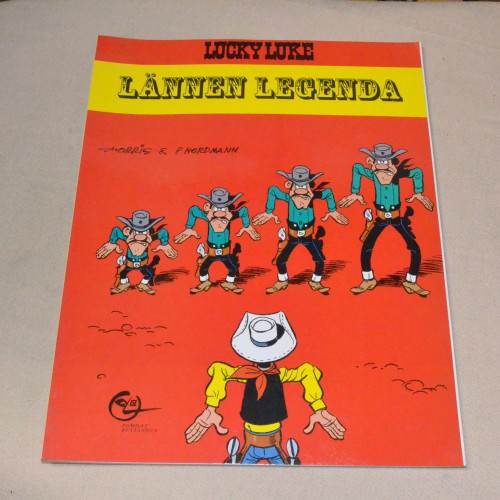 LUCKY LUKE
LÄNNEN LEGENDA
MORRIS & P NORDMANN